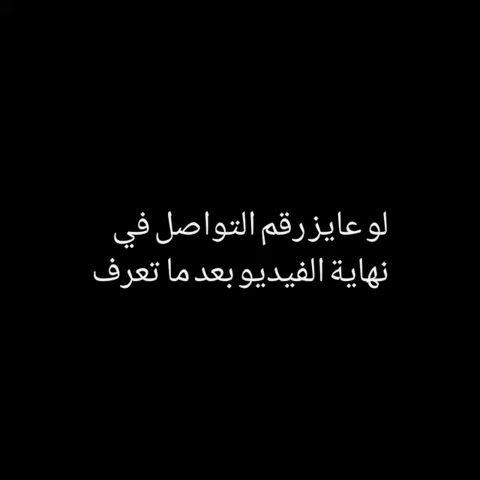 لو عايز رقم التواصل في
نهاية الفيديو بعد ما تعرف